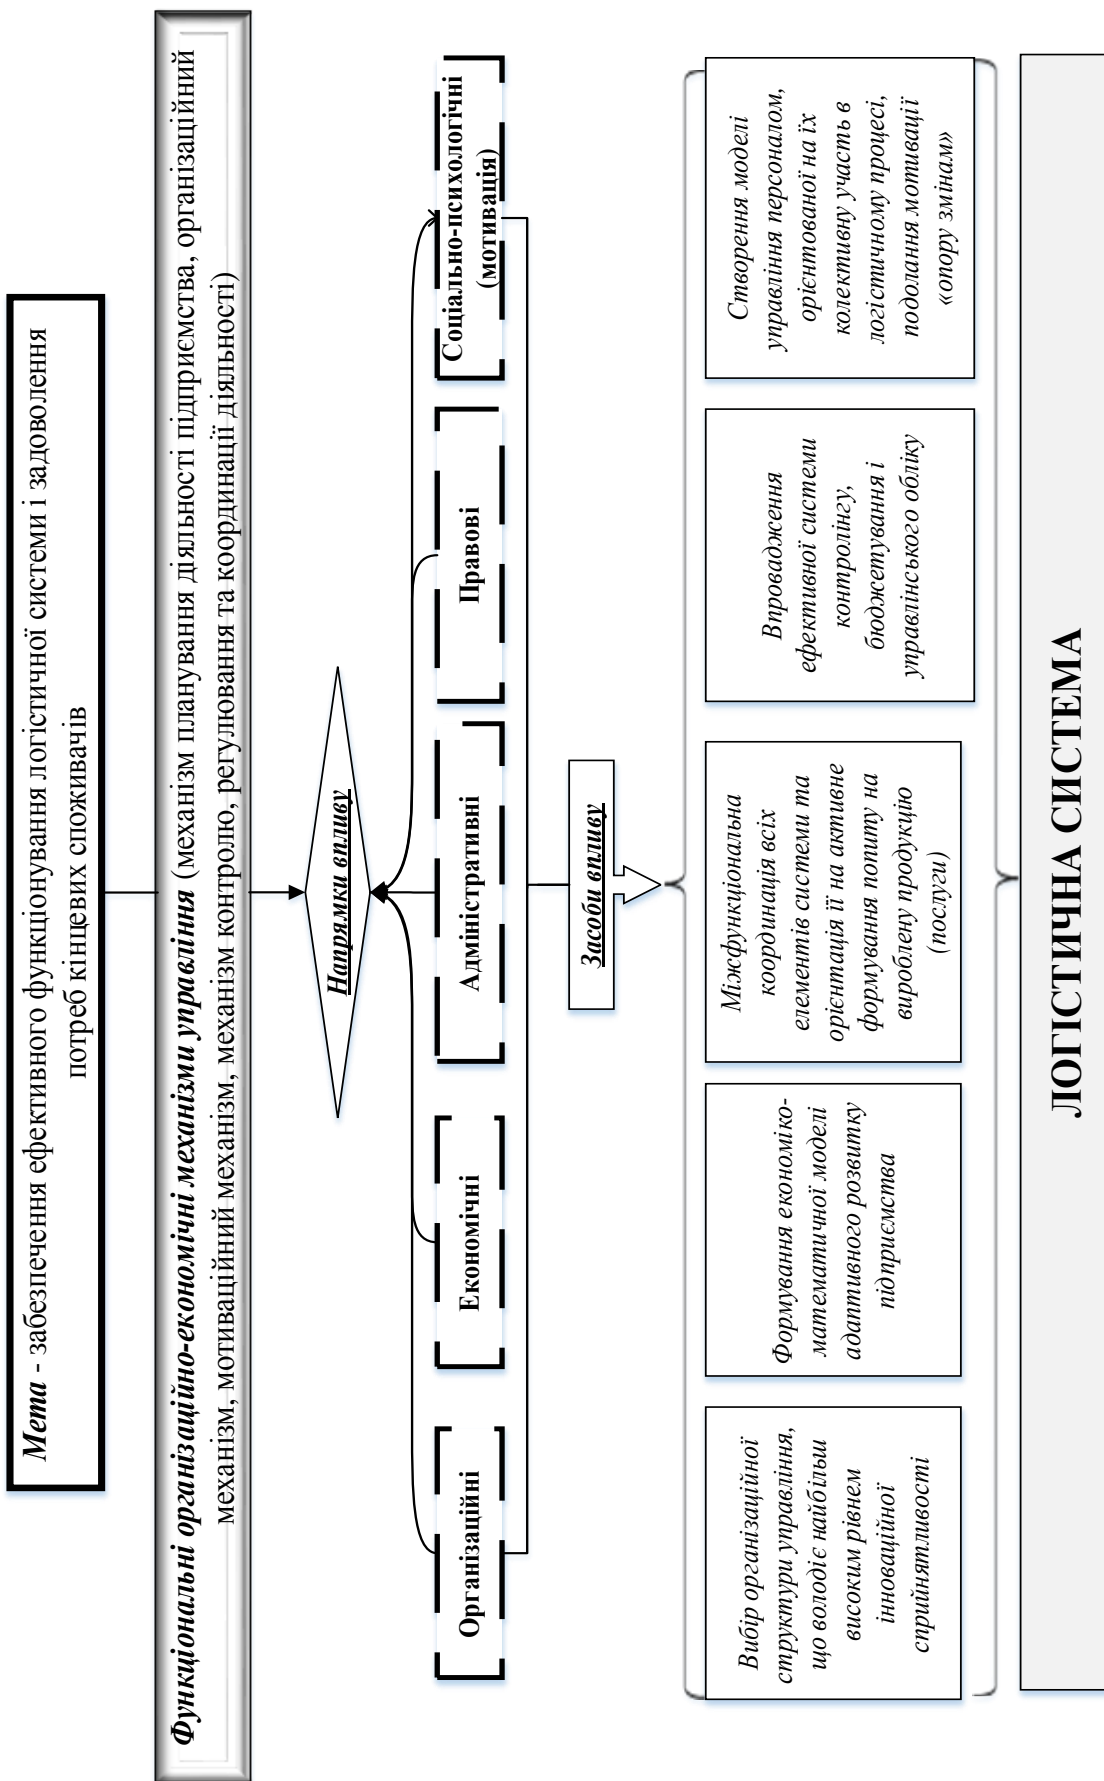 Мета - забезпечення ефективного функціонування логістичної системи і задоволення
потреб кінцевих споживачів
Функціональні організаційно-економічні механізми управління (механізм планування діяльності підприємства, організаційний
механізм, мотиваційний механізм, механізм контролю, регулювання та координації діяльності)
Напрямки впливу
Організаційні
Економічні
Адміністративні
Правові
Соціально-психологічні
(мотивація)
Засоби впливу
Вибір організаційної
структури управління,
що володіє найбільш
високим рівнем
інноваційної
сприйнятливості
Формування економіко-
математичної моделі
адаптивного розвитку
підприємства
Міжфункціональна
координація всіх
елементів системи та
орієнтація її на активне
формування попиту на
вироблену продукцію
(послуги)
Впровадження
ефективної системи
контролінгу,
бюджетування і
управлінського обліку
Створення моделі
управління персоналом,
орієнтованої на їх
колективну участь в
логістичному процесі,
подолання мотивації
«опору змінам»
ЛОГІСТИЧНА СИСТЕМА